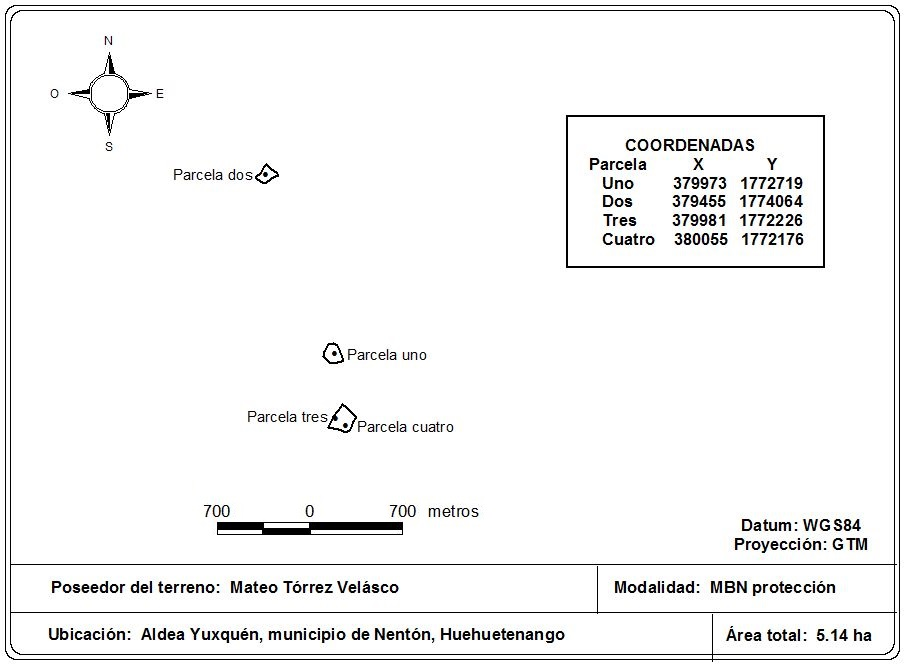 N
O E
S
Parcela dos
COORDENADAS
Parcela X Y
Uno 379973 1772719
Dos 379455 1774064
Tres 379981 1772226
Cuatro 380055 1772176
Parcela uno
Parcela tres
Parcela cuatro
700 0 700 metros
Datum: WGS84
Proyección: GTM
Poseedor del terreno: Mateo Tórrez Velásco
Modalidad: MBN protección
Ubicación: Aldea Yuxquén, municipio de Nentón, Huehuetenango
Área total: 5.14 ha